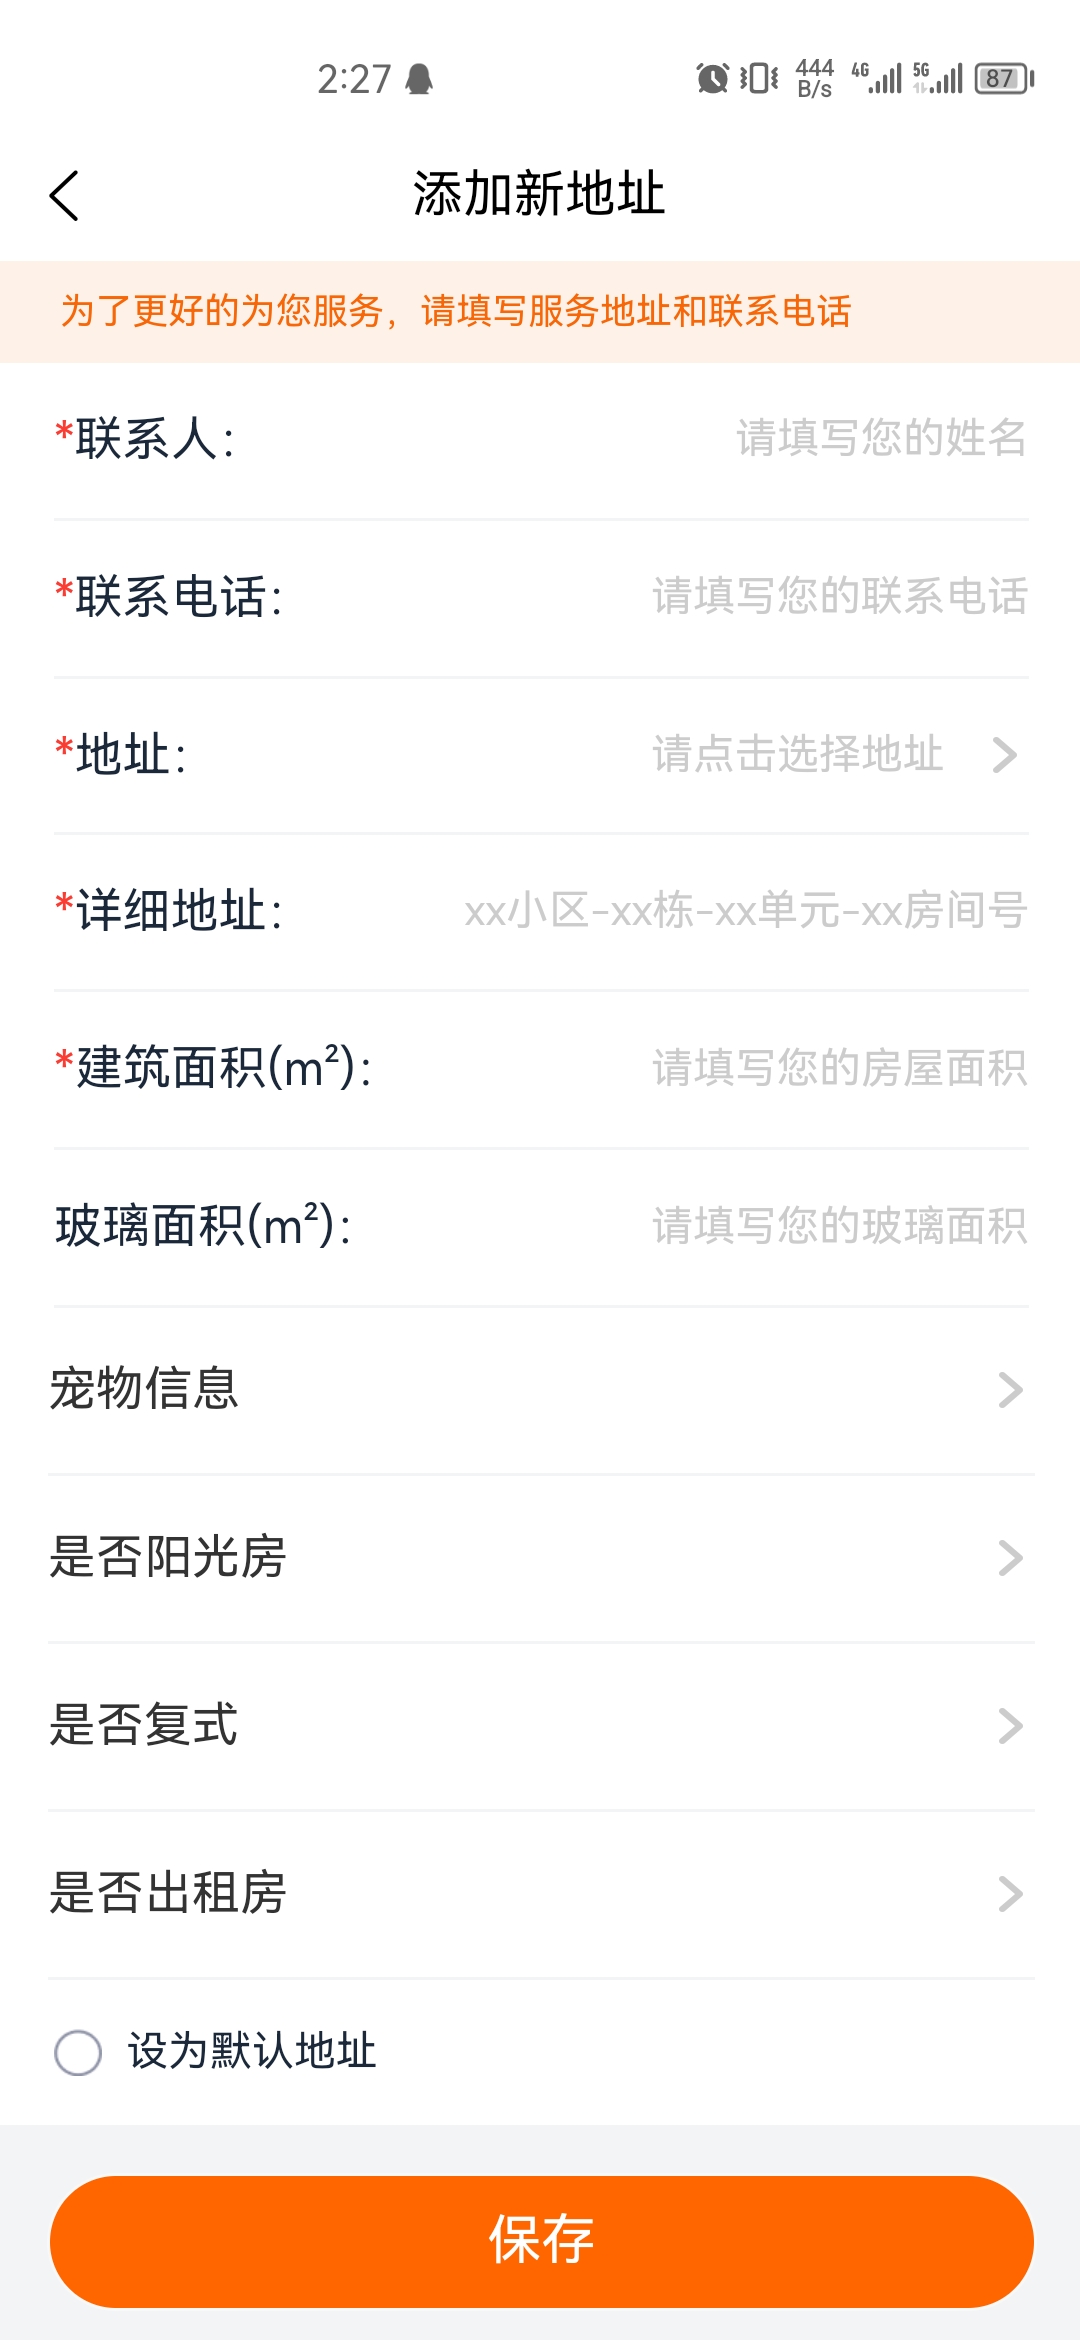 2:27
444 B/s 4G 5G 87
添加新地址
为了更好的为您服务，请填写服务地址和联系电话
*联系人： 请填写您的姓名
*联系电话： 请填写您的联系电话
*地址： 请点击选择地址
*详细地址： xx小区-xx栋-xx单元-xx房间号
*建筑面积(m²)： 请填写您的房屋面积
玻璃面积(m²)： 请填写您的玻璃面积
宠物信息
是否阳光房
是否复式
是否出租房
设为默认地址
保存